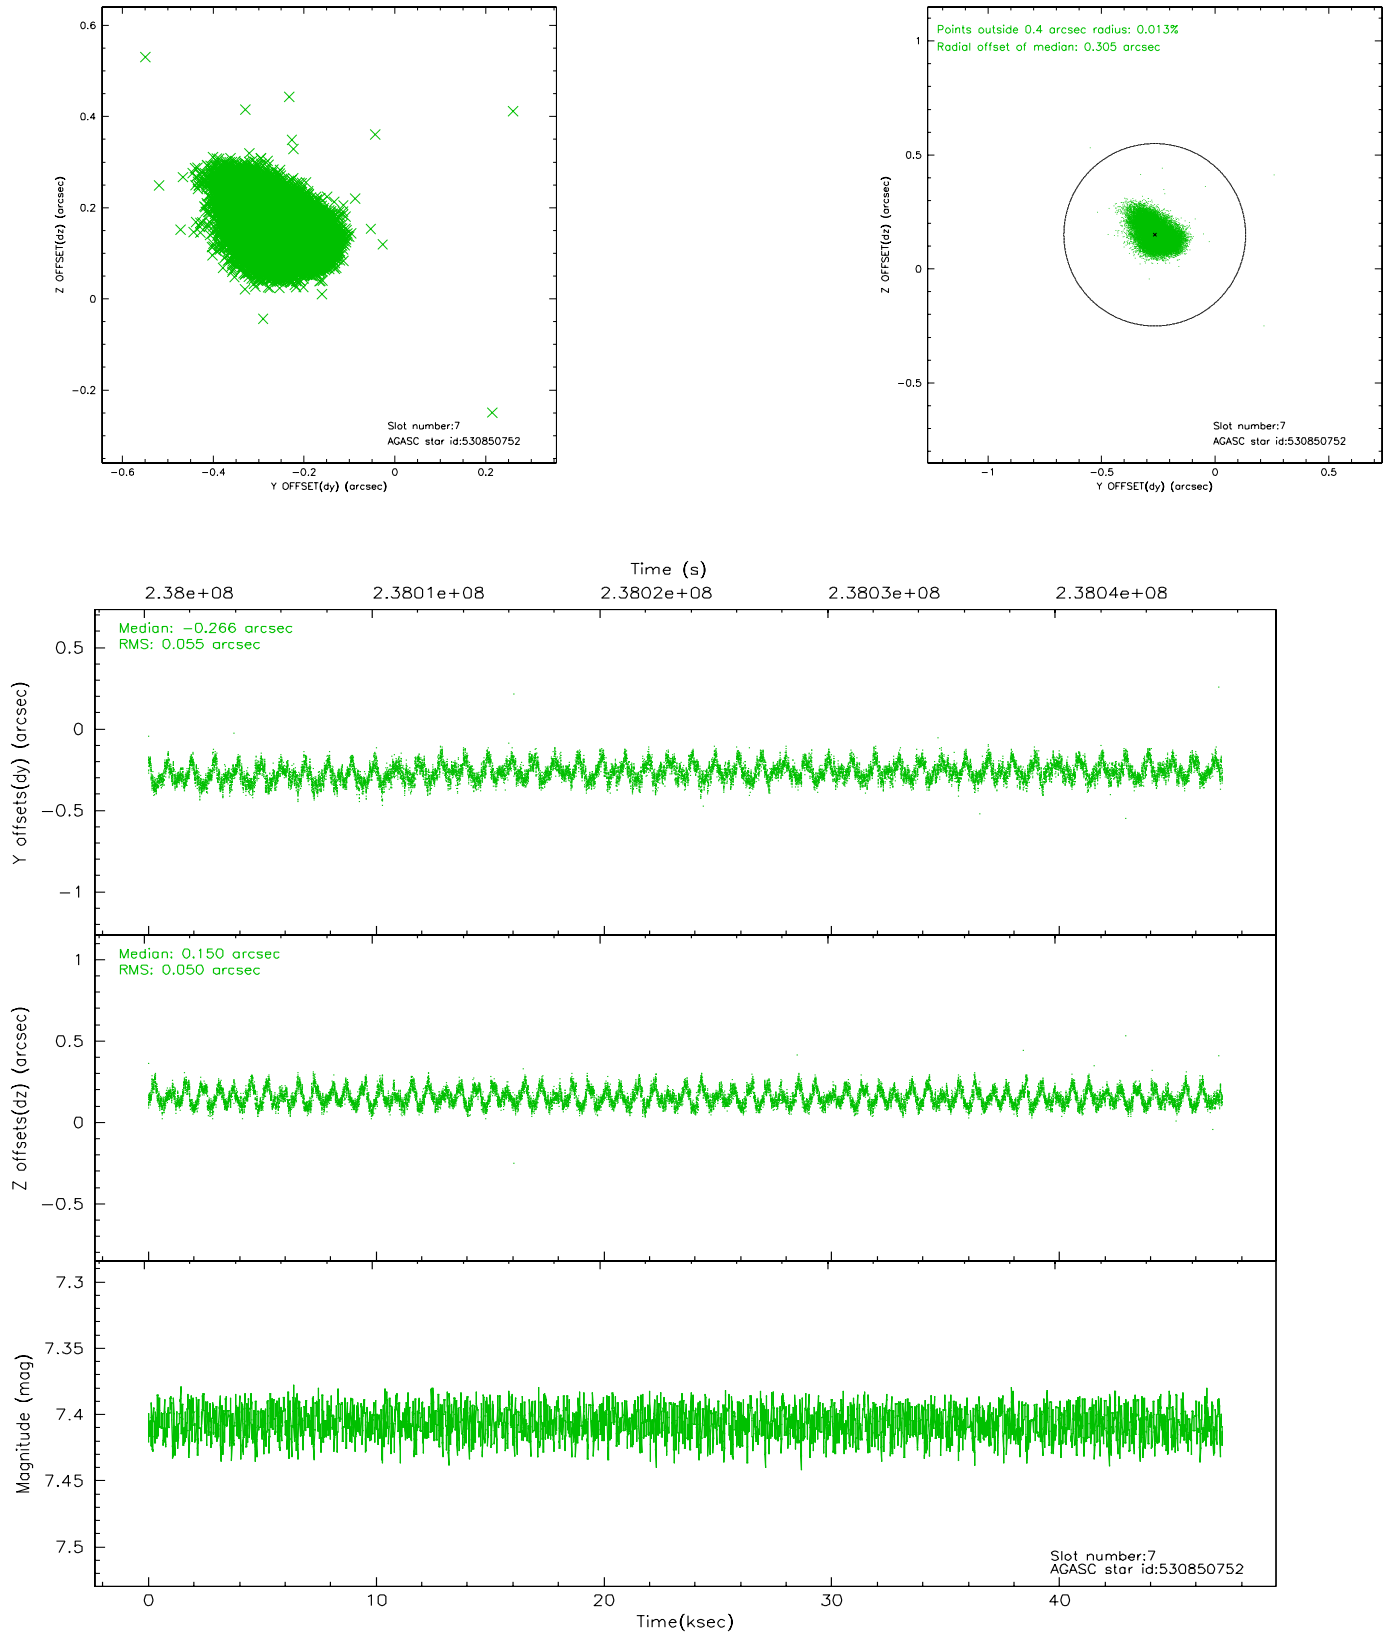 0.6
0.4
0.2
0
−0.2
Z OFFSET(dz) (arcsec)
Slot number:7
AGASC star id:530850752
−0.6 −0.4 −0.2 0 0.2
Y OFFSET(dy) (arcsec)
Points outside 0.4 arcsec radius: 0.013%
Radial offset of median: 0.305 arcsec
1
0.5
0
−0.5
Z OFFSET(dz) (arcsec)
Slot number:7
AGASC star id:530850752
−1 −0.5 0 0.5
Y OFFSET(dy) (arcsec)
Time (s)
2.38e+08 2.3801e+08 2.3802e+08 2.3803e+08 2.3804e+08
Median: −0.266 arcsec
RMS: 0.055 arcsec
0.5
0
−0.5
−1
Y offsets(dy) (arcsec)
Median: 0.150 arcsec
RMS: 0.050 arcsec
1
0.5
0
−0.5
Z offsets(dz) (arcsec)
7.3
7.35
7.4
7.45
7.5
Magnitude (mag)
Slot number:7
AGASC star id:530850752
0 10 20 30 40
Time(ksec)